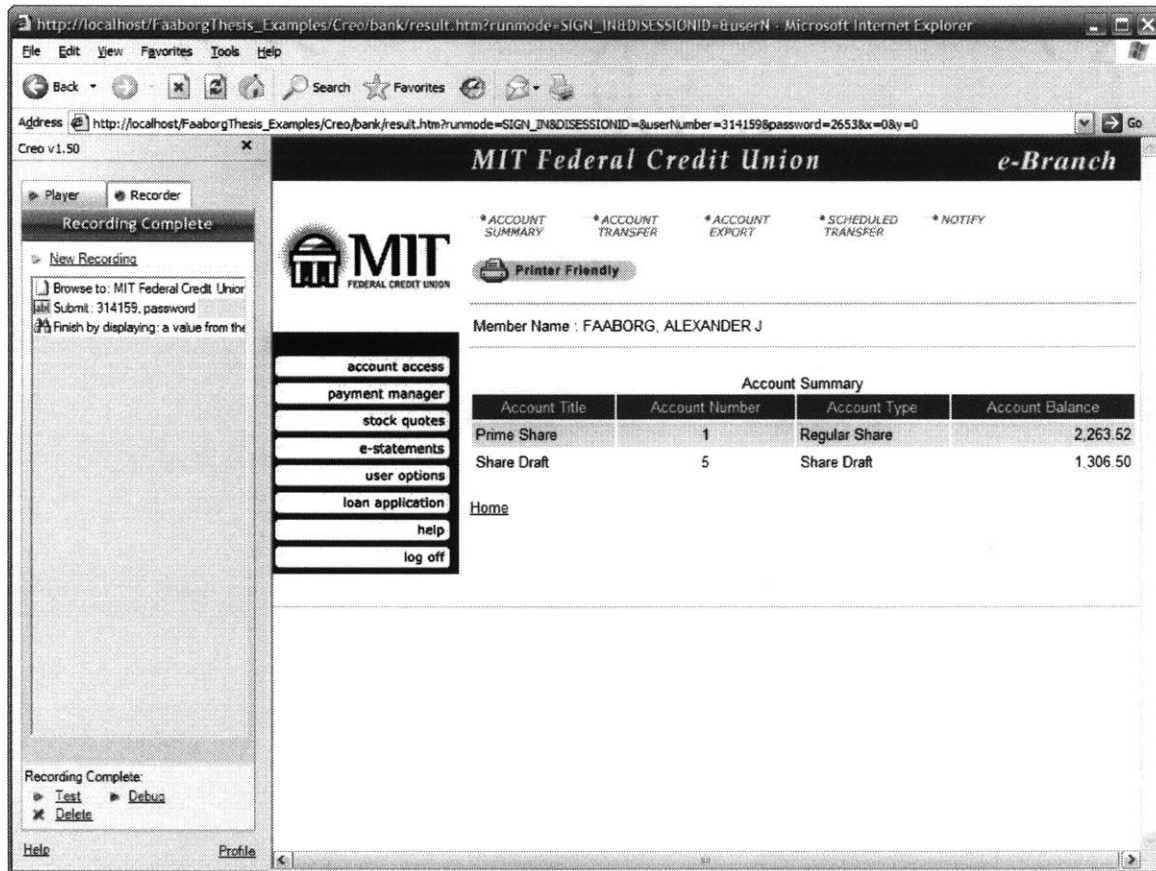 http://localhost/FaaborgThesis_Examples/Creo/bank/result.htm?runmode=SIGN_IN&DISESSIONID=&userN - Microsoft Internet Explorer
File Edit View Favorites Tools Help
Back Search Favorites
Address http://localhost/FaaborgThesis_Examples/Creo/bank/result.htm?runmode=SIGN_IN&DISESSIONID=&userNumber=314159&password=2653&x=0&y=0 Go
Creo v1.50
Player Recorder
Recording Complete
New Recording
Browse to: MIT Federal Credit Union
Submit: 314159, password
Finish by displaying: a value from the
Recording Complete:
Test Debug
Delete
Help Profile
MIT Federal Credit Union e-Branch
MIT
FEDERAL CREDIT UNION
ACCOUNT SUMMARY
ACCOUNT TRANSFER
ACCOUNT EXPORT
SCHEDULED TRANSFER
NOTIFY
Printer Friendly
account access
payment manager
stock quotes
e-statements
user options
loan application
help
log off
Member Name : FAABORG, ALEXANDER J
Account Summary
Account Title Account Number Account Type Account Balance
Prime Share 1 Regular Share 2,263.52
Share Draft 5 Share Draft 1,306.50
Home